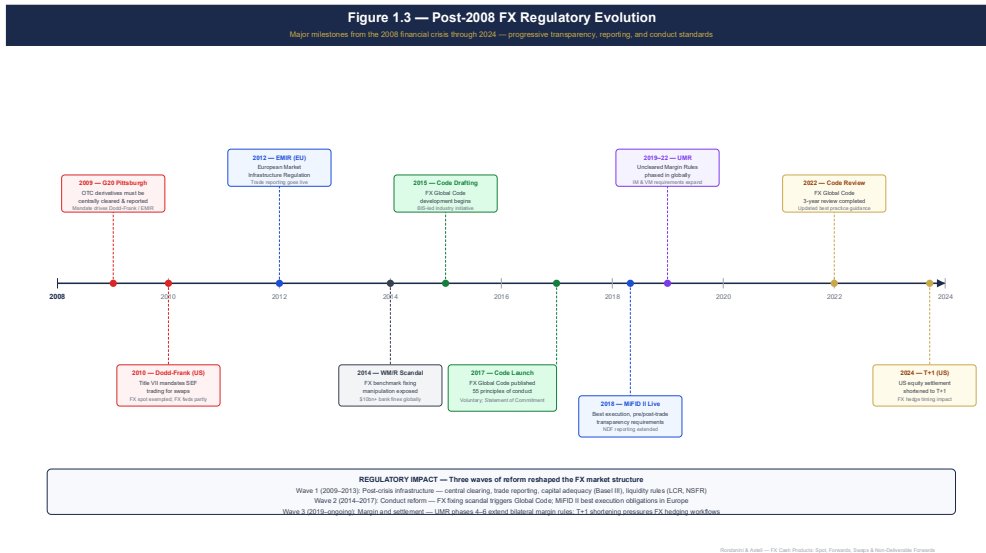 Figure 1.3 — Post-2008 FX Regulatory Evolution
Major milestones from the 2008 financial crisis through 2024 — progressive transparency, reporting, and conduct standards
2009 — G20 Pittsburgh
OTC derivatives must be
centrally cleared & reported
Mandate drives Dodd-Frank / EMIR
2012 — EMIR (EU)
European Market
Infrastructure Regulation
Trade reporting goes live
2015 — Code Drafting
FX Global Code
development begins
BIS-led industry initiative
2019–22 — UMR
Uncleared Margin Rules
phased in globally
IM & VM requirements expand
2022 — Code Review
FX Global Code
3-year review completed
Updated best practice guidance
2008
2010
2012
2014
2016
2018
2020
2022
2024
2010 — Dodd-Frank (US)
Title VII mandates SEF
trading for swaps
FX spot exempted; FX fwds partly
2014 — WM/R Scandal
FX benchmark fixing
manipulation exposed
$10bn+ bank fines globally
2017 — Code Launch
FX Global Code published
55 principles of conduct
Voluntary, Statement of Commitment
2018 — MiFID II Live
Best execution, pre/post-trade
transparency requirements
NDF reporting extended
2024 — T+1 (US)
US equity settlement
shortened to T+1
FX hedge timing impact
REGULATORY IMPACT — Three waves of reform reshaped the FX market structure
Wave 1 (2009–2013): Post-crisis infrastructure — central clearing, trade reporting, capital adequacy (Basel III), liquidity rules (LCR, NSFR)
Wave 2 (2014–2017): Conduct reform — FX fixing scandal triggers Global Code; MiFID II best execution obligations in Europe
Wave 3 (2019–ongoing): Margin and settlement — UMR phases 4–6 extend bilateral margin rules; T+1 shortening pressures FX hedging workflows
Rondanini & Axiell — FX Cash Products: Spot, Forwards, Swaps & Non-Deliverable Forwards